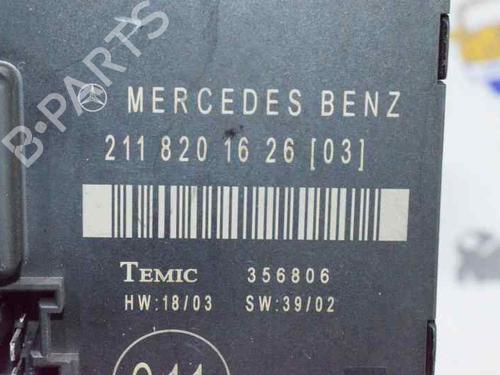 MERCEDES BENZ
211 820 16 26 [03]
TEMIC 356806
HW:18/03 SW:39/02
B-PARTS